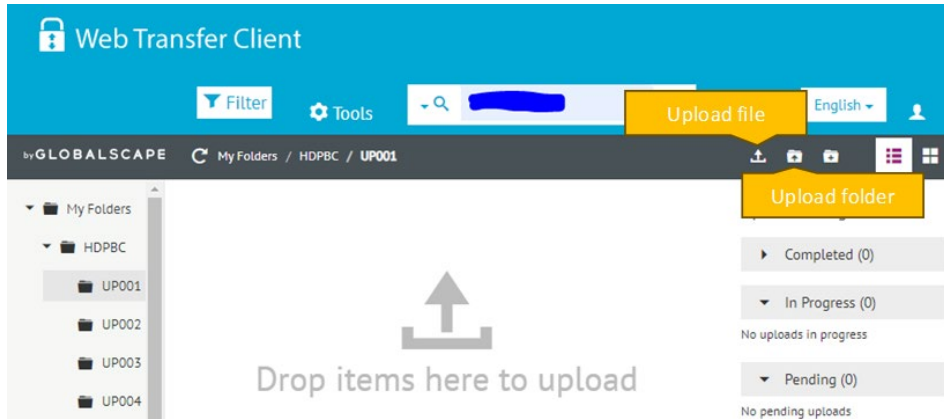 Web Transfer Client
Filter
Tools
Upload file
English
by GLOBALSCAPE
My Folders / HDPBC / UP001
Upload folder
My Folders
HDPBC
UP001
UP002
UP003
UP004
Drop items here to upload
Completed (0)
In Progress (0)
No uploads in progress
Pending (0)
No pending uploads